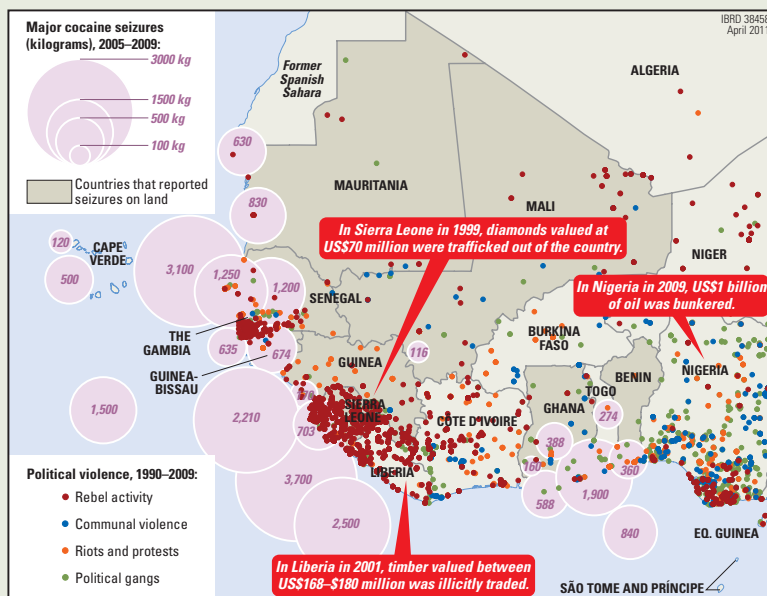 Major cocaine seizures
(kilograms), 2005–2009:
3000 kg
1500 kg
500 kg
100 kg
Countries that reported
seizures on land
IBRD 38458
April 2011
Former
Spanish
Sahara
ALGERIA
630
MAURITANIA
MALI
830
In Sierra Leone in 1999, diamonds valued at
US$70 million were trafficked out of the country.
120
CAPE
VERDE
500
3,100
1,250
1,200
NIGER
In Nigeria in 2009, US$1 billion
of oil was bunkered.
SENEGAL
THE
GAMBIA
BURKINA
FASO
635
674
GUINEA
116
GUINEA-
BISSAU
BENIN
NIGERIA
TOGO
1,500
2,210
SIERRA
LEONE
703
CÔTE D'IVOIRE
GHANA
274
388
160
360
LIBERIA
3,700
588
1,900
2,500
840
EQ. GUINEA
Political violence, 1990–2009:
Rebel activity
Communal violence
Riots and protests
Political gangs
In Liberia in 2001, timber valued between
US$168–$180 million was illicitly traded.
SÃO TOME AND PRÍNCIPE